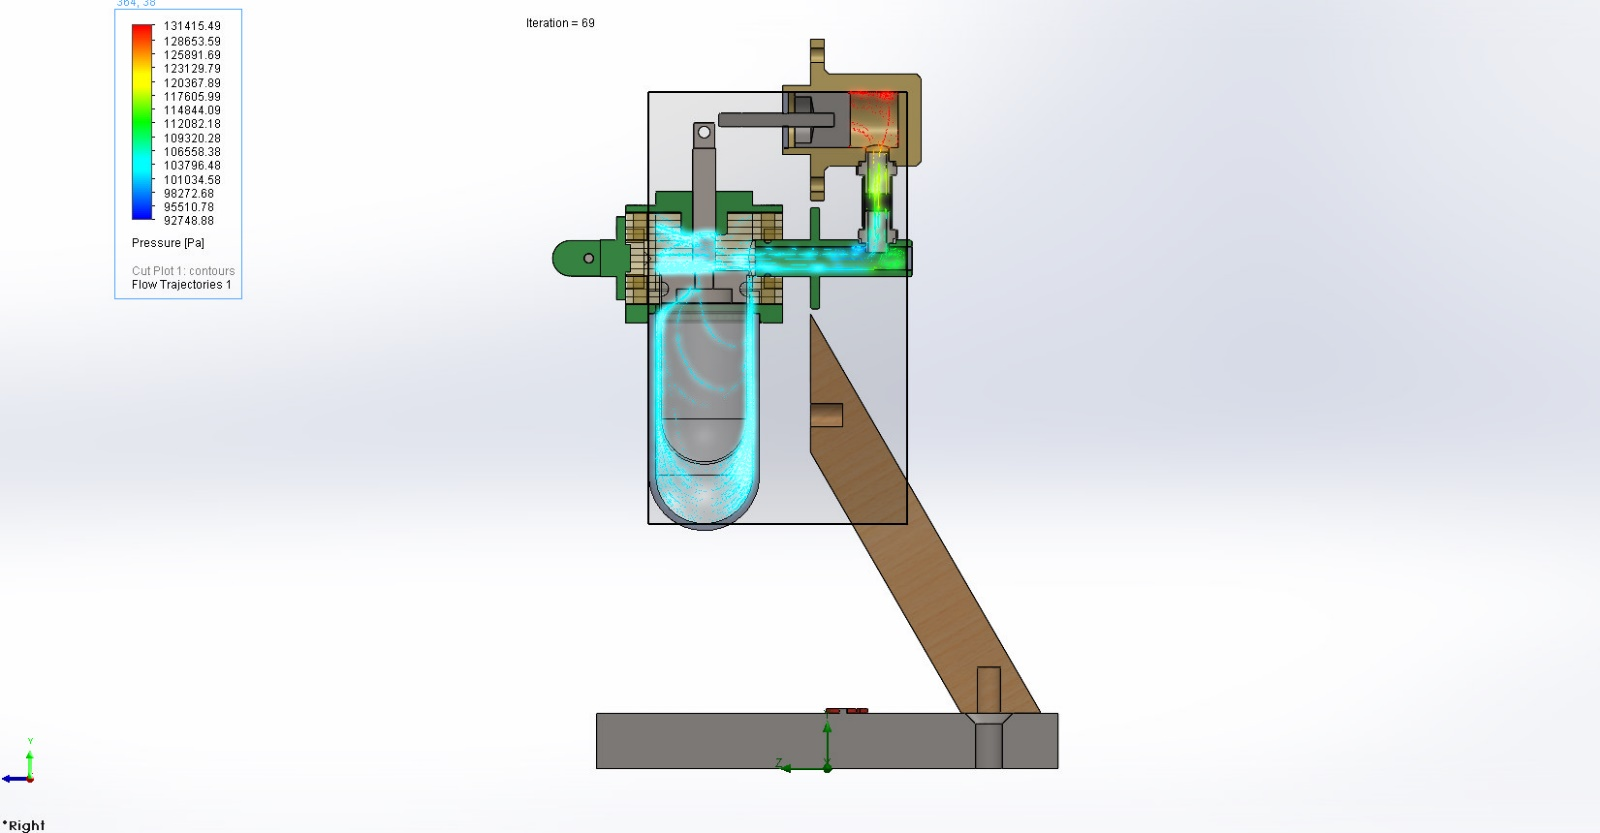 364, 38
Iteration = 69
131415.49
128653.59
125891.69
123129.79
120367.89
117605.99
114844.09
112082.18
109320.28
106558.38
103796.48
101034.58
98272.68
95510.78
92748.88
Pressure [Pa]
Cut Plot 1: contours
Flow Trajectories 1
Y
Z
Y
*Right